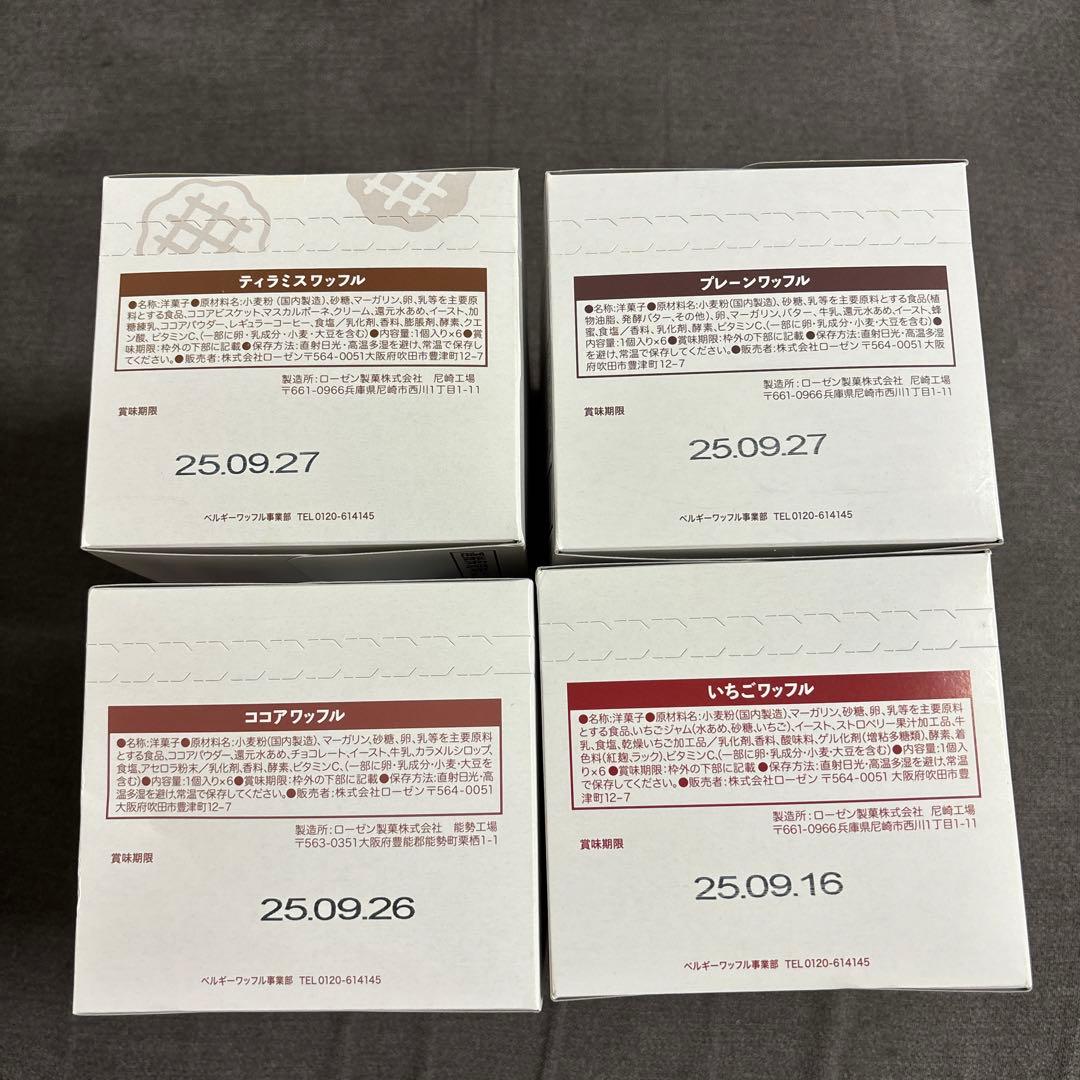 ティラミスワッフル
●名称:洋菓子●原材料名:小麦粉(国内製造)、砂糖、マーガリン、卵、乳等を主要原
料とする食品、ココアビスケット、マスカルポーネ、クリーム、還元水あめ、イースト、加
糖練乳、ココアパウダー、レギュラーコーヒー、食塩/乳化剤、香料、膨脹剤、酵素、クエ
ン酸、ビタミンC、(一部に卵・乳成分・小麦・大豆を含む)●内容量:1個入り×6●賞
味期限:枠外の下部に記載●保存方法:直射日光・高温多湿を避け、常温で保存し
てください。●販売者:株式会社ローゼン〒564-0051大阪府吹田市豊津町12-7
製造所:ローゼン製菓株式会社 尼崎工場
〒661-0966兵庫県尼崎市西川1丁目1-11
賞味期限
25.09.27
ベルギーワッフル事業部 TEL0120-614145
プレーンワッフル
●名称:洋菓子●原材料名:小麦粉(国内製造)、砂糖、乳等を主要原料とする食品(植
物油脂、発酵バター、その他)、卵、マーガリン、バター、牛乳、還元水あめ、イースト、蜂
蜜、食塩/香料、乳化剤、酵素、ビタミンC、(一部に卵・乳成分・小麦・大豆を含む)●
内容量:1個入り×6●賞味期限:枠外の下部に記載●保存方法:直射日光・高温多湿
を避け、常温で保存してください。●販売者:株式会社ローゼン〒564-0051大阪
府吹田市豊津町12-7
製造所:ローゼン製菓株式会社 尼崎工場
〒661-0966兵庫県尼崎市西川1丁目1-11
賞味期限
25.09.27
ベルギーワッフル事業部 TEL0120-614145
ココアワッフル
●名称:洋菓子●原材料名:小麦粉(国内製造)、マーガリン、砂糖、卵、乳等を主要原料
とする食品、ココアパウダー、還元水あめ、チョコレート、イースト、牛乳、カラメルシロップ、
食塩、アセロラ粉末/乳化剤、香料、酵素、ビタミンC、(一部に卵・乳成分・小麦・大豆を
含む)●内容量:1個入り×6●賞味期限:枠外の下部に記載●保存方法:直射日光・高
温多湿を避け、常温で保存してください。●販売者:株式会社ローゼン〒564-0051
大阪府吹田市豊津町12-7
製造所:ローゼン製菓株式会社 能勢工場
〒563-0351大阪府豊能郡能勢町栗栖1-1
賞味期限
25.09.26
ベルギーワッフル事業部 TEL0120-614145
いちごワッフル
●名称:洋菓子●原材料名:小麦粉(国内製造)、マーガリン、砂糖、卵、乳等を主要原料
とする食品、いちごジャム(水あめ、砂糖、いちご)、イースト、ストロベリー果汁加工品、牛
乳、食塩、乾燥いちご加工品/乳化剤、香料、酸味料、ゲル化剤(増粘多糖類)、酵素、着
色料(紅麹、ラック)、ビタミンC、(一部に卵・乳成分・小麦・大豆を含む)●内容量:1個入
り×6●賞味期限:枠外の下部に記載●保存方法:直射日光・高温多湿を避け、常温
で保存してください。●販売者:株式会社ローゼン〒564-0051大阪府吹田市豊
津町12-7
製造所:ローゼン製菓株式会社 尼崎工場
〒661-0966兵庫県尼崎市西川1丁目1-11
賞味期限
25.09.16
ベルギーワッフル事業部 TEL0120-614145